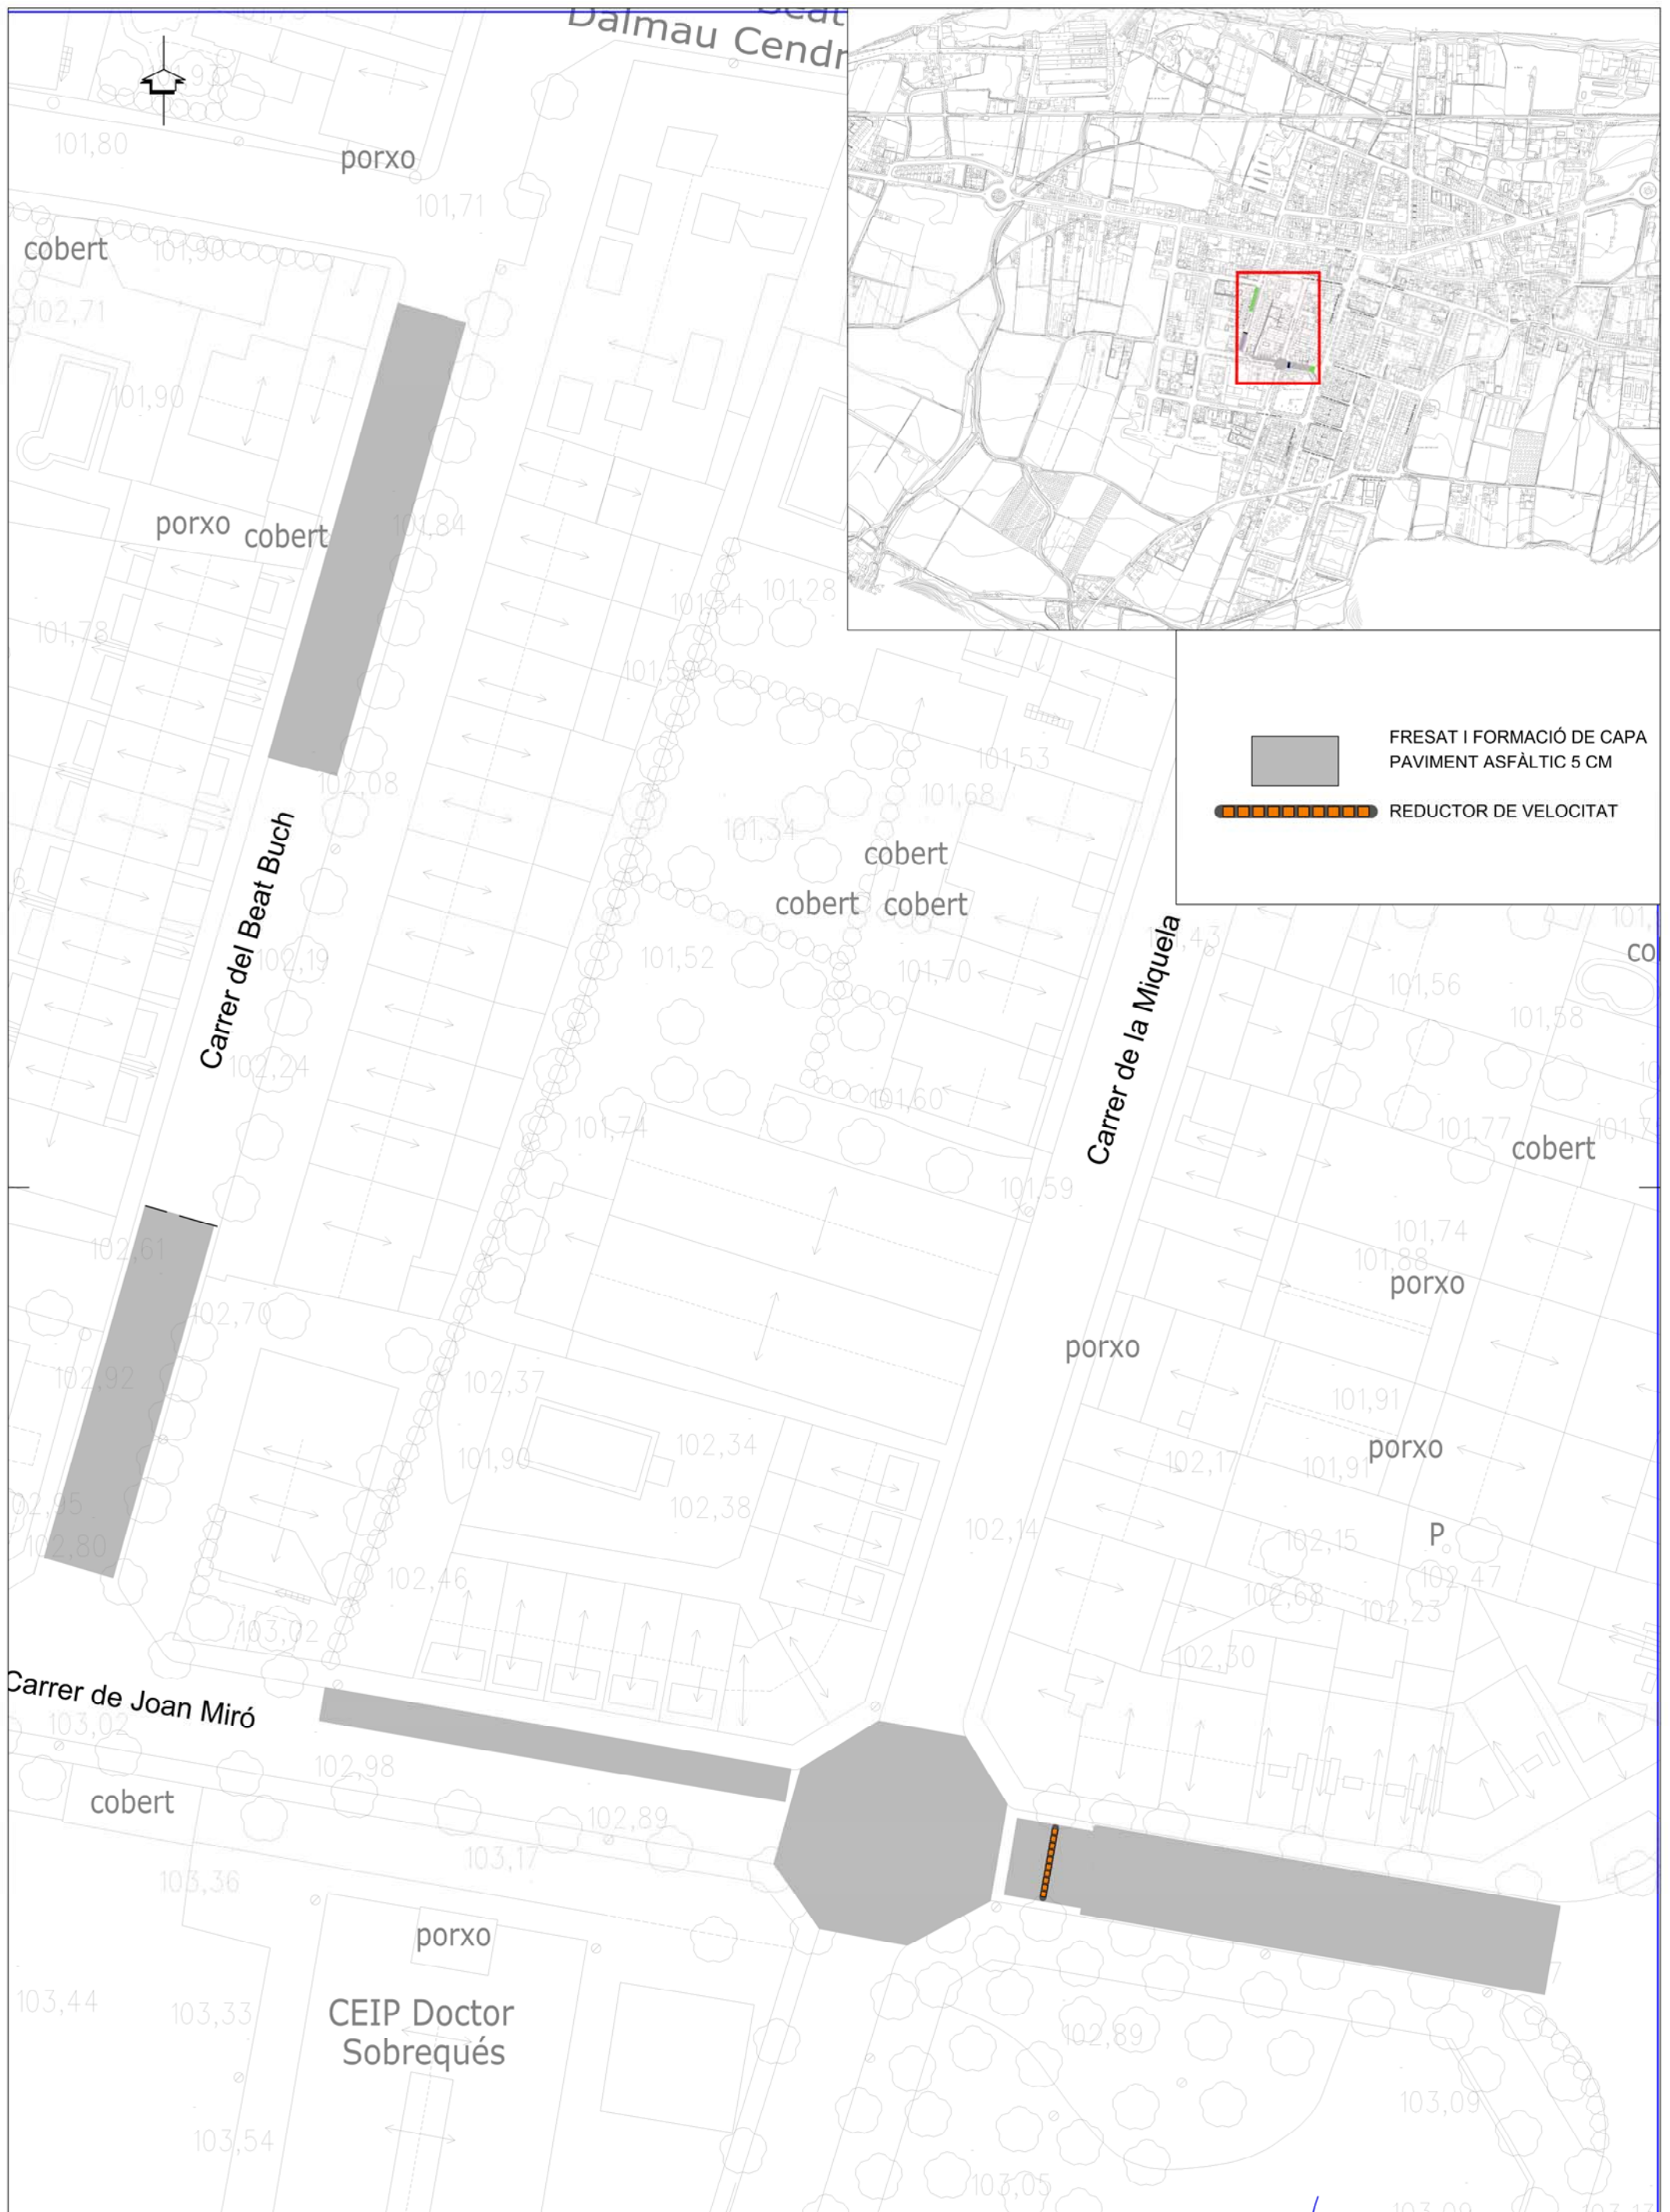 Dalmau Cendr
101,80
porxo
101,71
cobert
101,90
102,71
101,90
porxo
cobert
101,84
101,78
101,54
101,28
102,08
101,53
101,68
101,34
cobert
cobert
cobert
FRESAT I FORMACIÓ DE CAPA
PAVIMENT ASFÀLTIC 5 CM
REDUCTOR DE VELOCITAT
Carrer del Beat Buch
102,19
102,24
101,52
101,70
Carrer de la Miquela
101,56
101,58
101,60
101,74
101,77
cobert
101,59
101,74
101,88
porxo
102,61
102,70
porxo
102,92
102,37
101,91
101,90
102,34
porxo
102,17
101,91
102,38
102,80
102,14
P
102,15
102,46
102,47
102,68
102,23
103,02
102,30
Carrer de Joan Miró
103,02
102,98
cobert
102,89
103,17
103,36
porxo
103,44
103,33
CEIP Doctor
Sobrequés
102,89
103,09
103,54
103,05